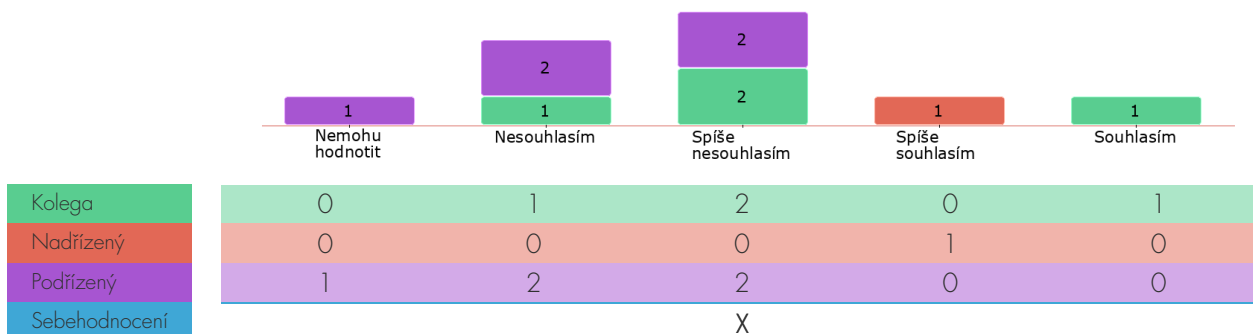 2
2
1
1
2
1
1
Nemohu hodnotit
Nesouhlasím
Spíše nesouhlasím
Spíše souhlasím
Souhlasím
Kolega 0 1 2 0 1
Nadřízený 0 0 0 1 0
Podřízený 1 2 2 0 0
Sebehodnocení X